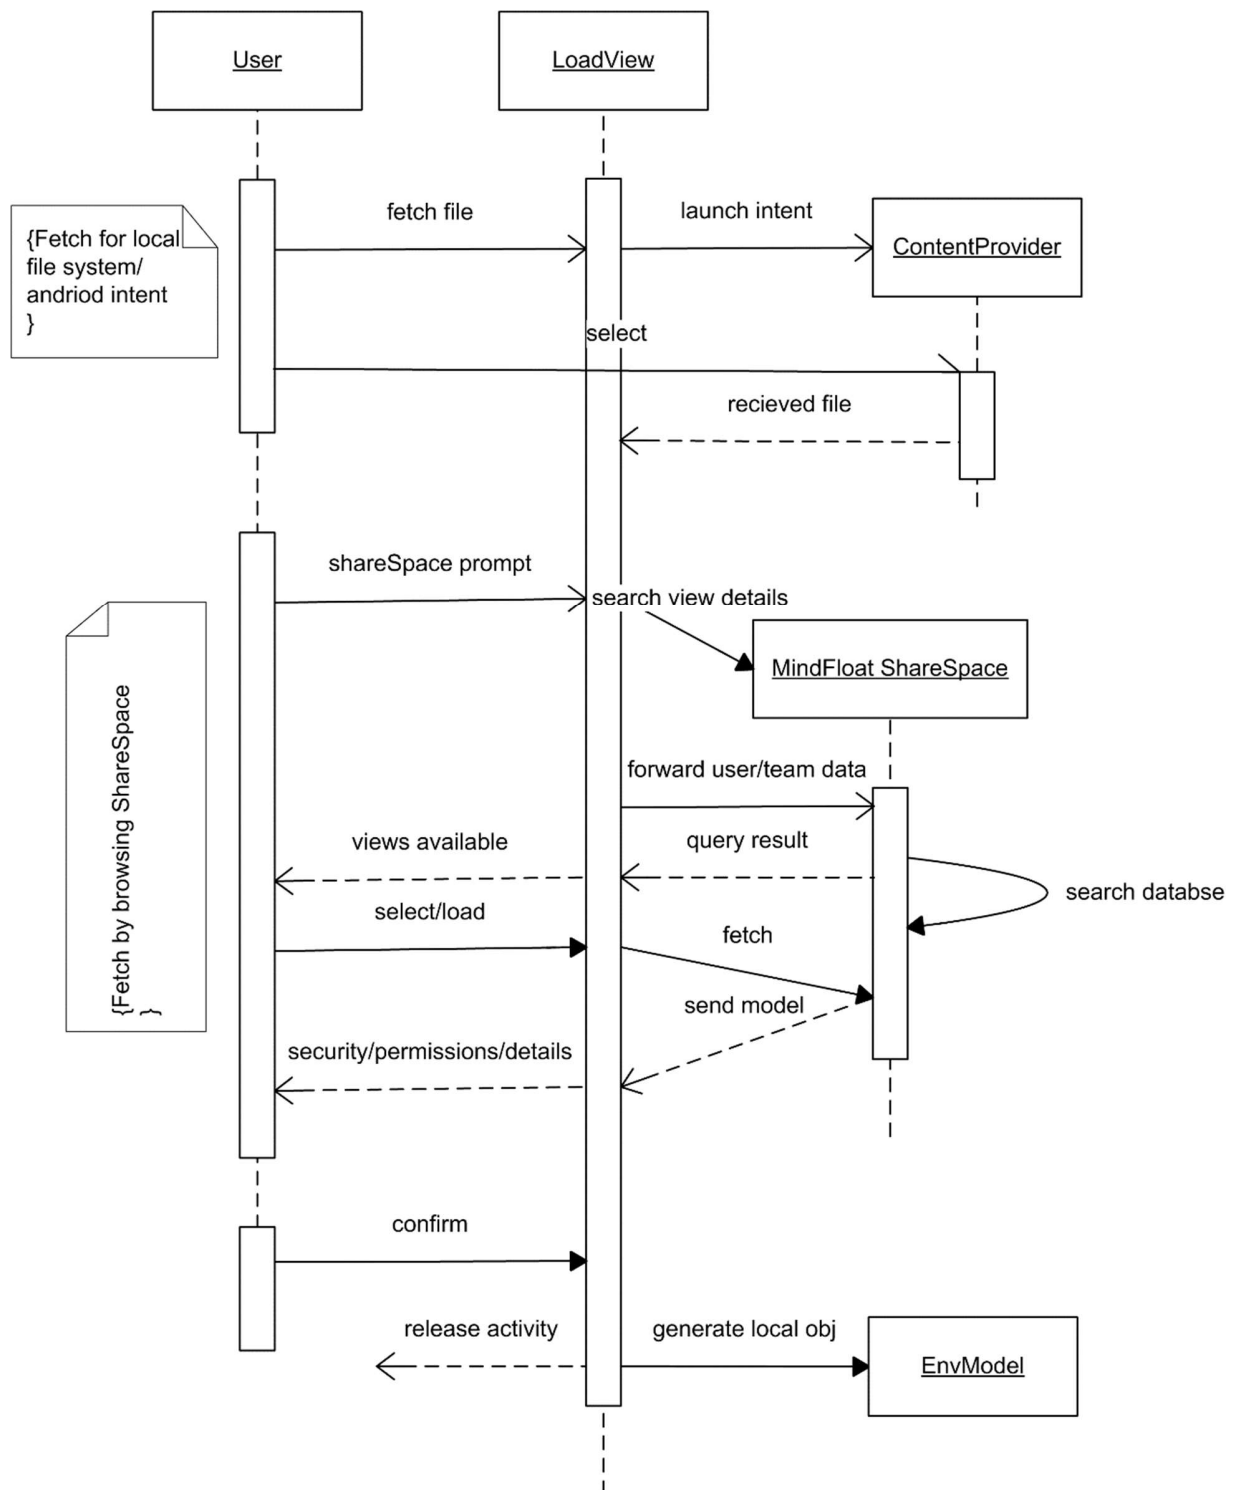 User
LoadView
fetch file
launch intent
{Fetch for local
file system/
andriod intent
}
ContentProvider
select
recieved file
shareSpace prompt
search view details
MindFloat ShareSpace
{Fetch by browsing ShareSpace
}
forward user/team data
views available
query result
search databse
select/load
fetch
send model
security/permissions/details
confirm
release activity
generate local obj
EnvModel